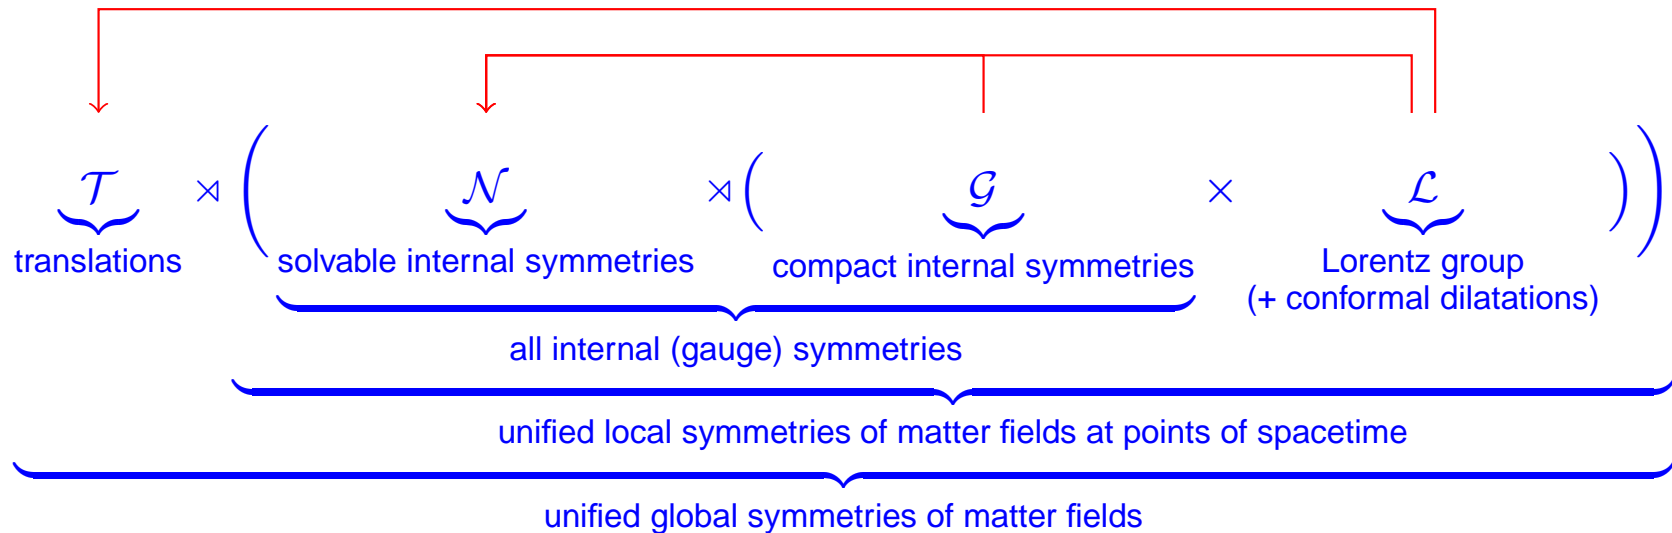 𝒯 ⋊ ( 𝒩 ⋊ ( 𝒢 × ℒ ) )
translations
solvable internal symmetries
compact internal symmetries
Lorentz group
(+ conformal dilatations)
all internal (gauge) symmetries
unified local symmetries of matter fields at points of spacetime
unified global symmetries of matter fields